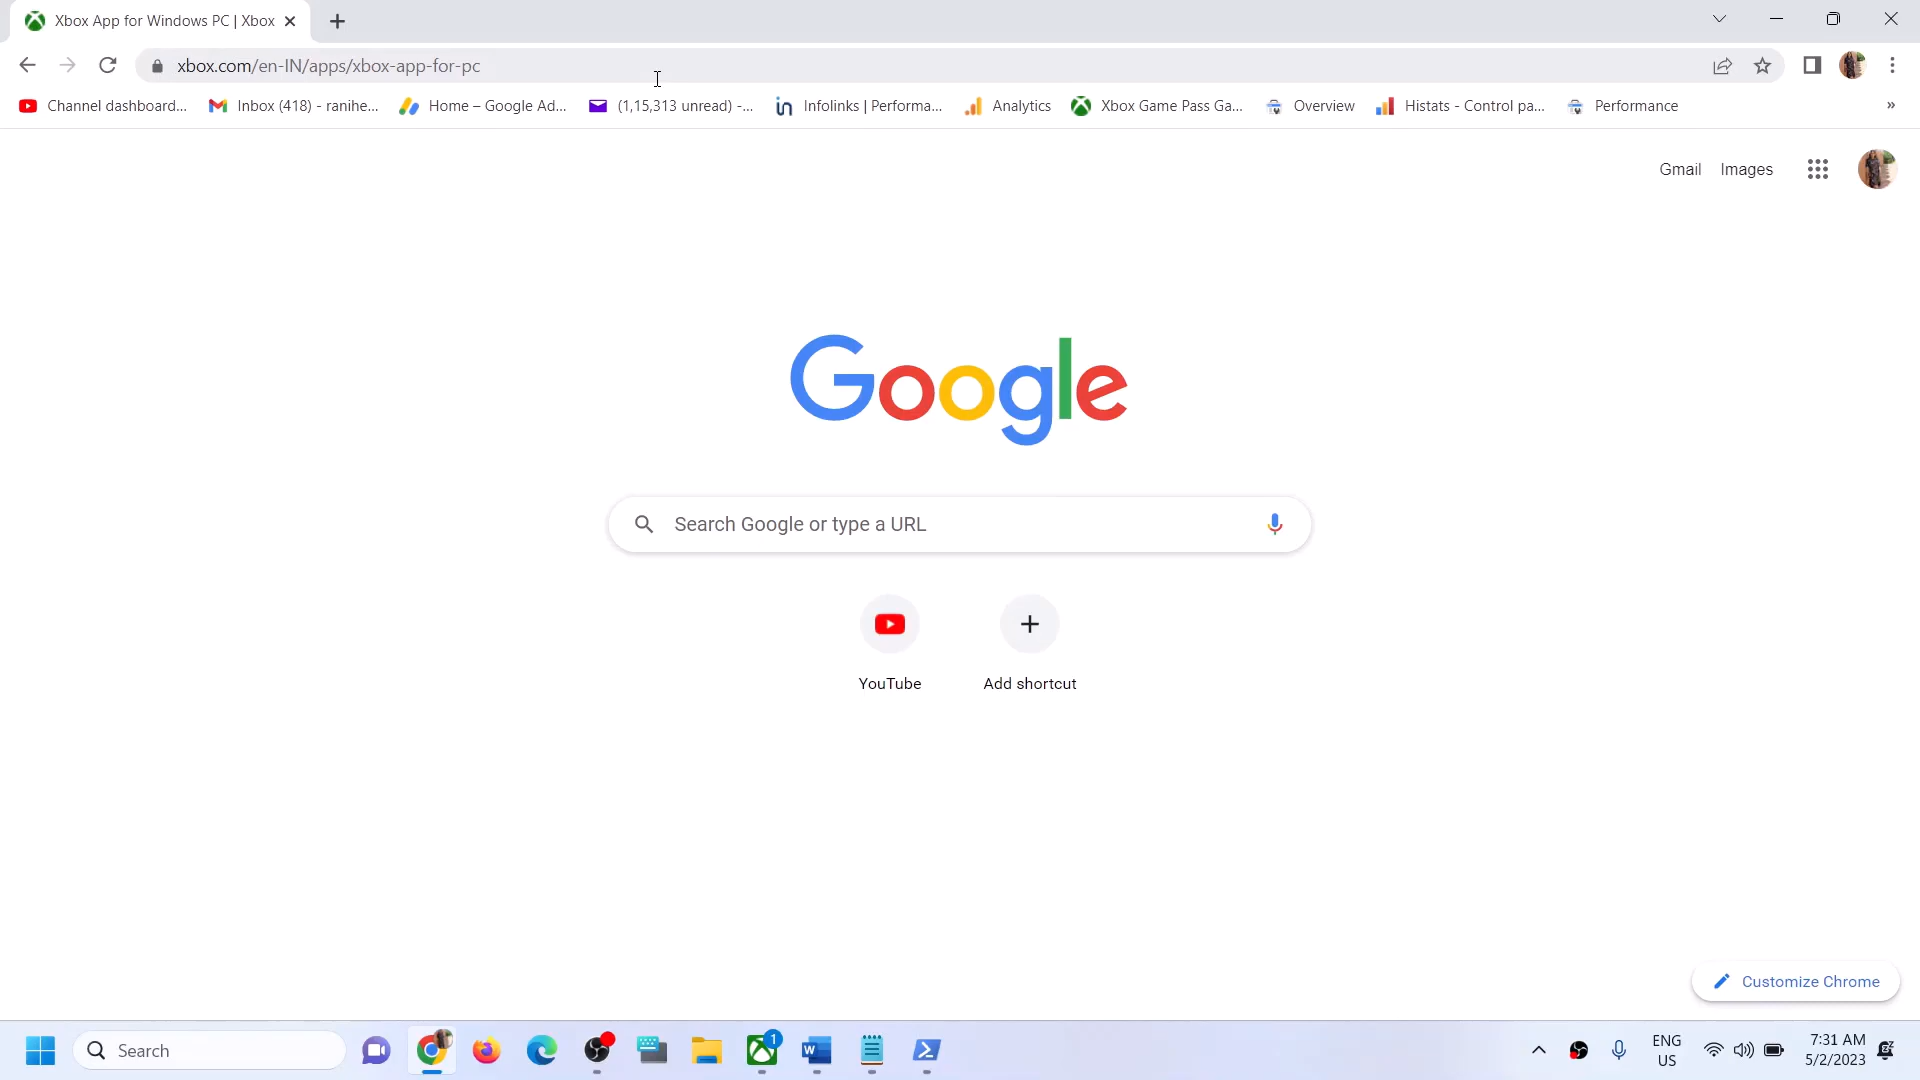 Xbox App for Windows PC | Xbox
xbox.com/en-IN/apps/xbox-app-for-pc
Channel dashboard... Inbox (418) - ranihe... Home – Google Ad... (1,15,313 unread) -... Infolinks | Performa... Analytics Xbox Game Pass Ga... Overview Histats - Control pa... Performance »
Gmail Images
Google
Search Google or type a URL
YouTube Add shortcut
Customize Chrome
Search 1 W ENG US 7:31 AM 5/2/2023